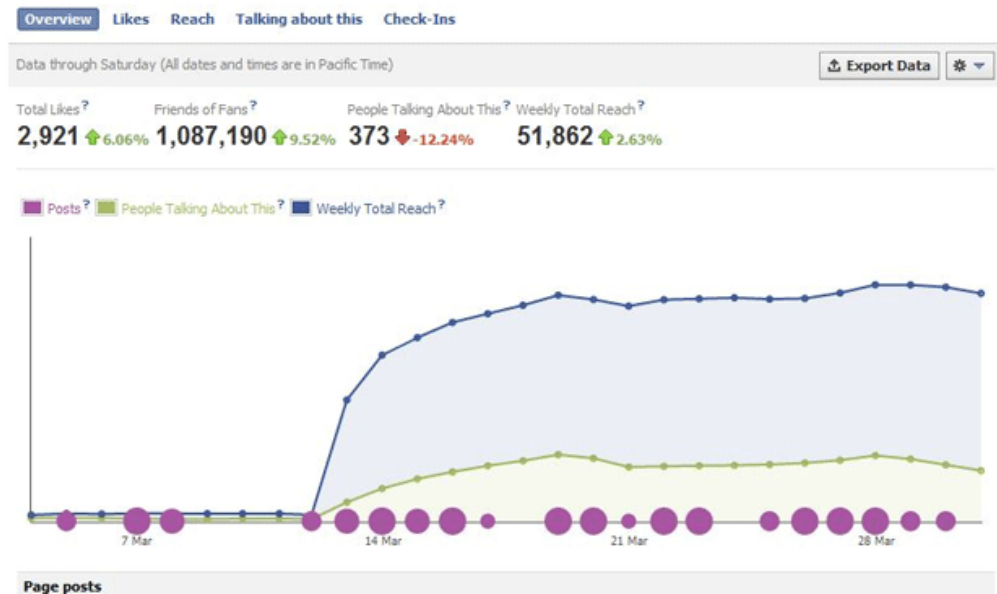 Overview Likes Reach Talking about this Check-Ins
Data through Saturday (All dates and times are in Pacific Time)
Export Data
Total Likes? Friends of Fans? People Talking About This? Weekly Total Reach?
2,921 6.06% 1,087,190 9.52% 373 -12.24% 51,862 2.63%
Posts? People Talking About This? Weekly Total Reach?
7 Mar 14 Mar 21 Mar 28 Mar
Page posts